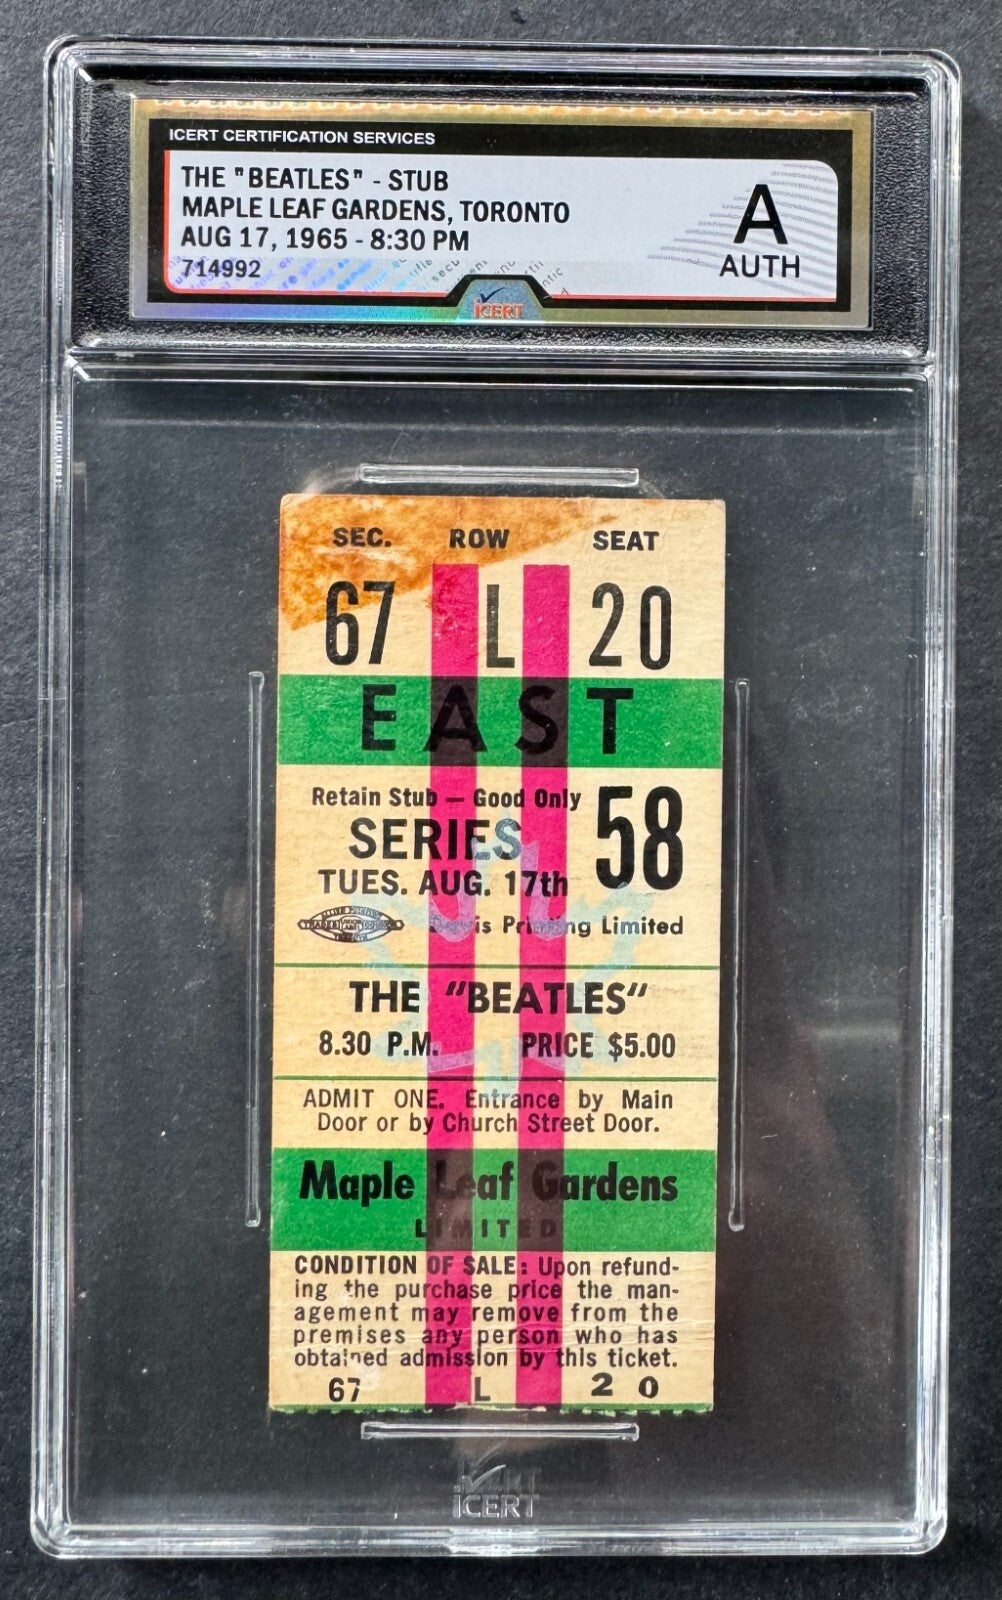 ICERT CERTIFICATION SERVICES
THE "BEATLES" - STUB
MAPLE LEAF GARDENS, TORONTO
AUG 17, 1965 - 8:30 PM
714992
A
AUTH
ICERT
SEC. ROW SEAT
67 L 20
EAST
Retain Stub — Good Only
SERIES 58
TUES. AUG. 17th
Davis Printing Limited
THE "BEATLES"
8.30 P.M. PRICE $5.00
ADMIT ONE. Entrance by Main
Door or by Church Street Door.
Maple Leaf Gardens
LIMITED
CONDITION OF SALE: Upon refund-
ing the purchase price the man-
agement may remove from the
premises any person who has
obtained admission by this ticket.
67 L 20
ICERT